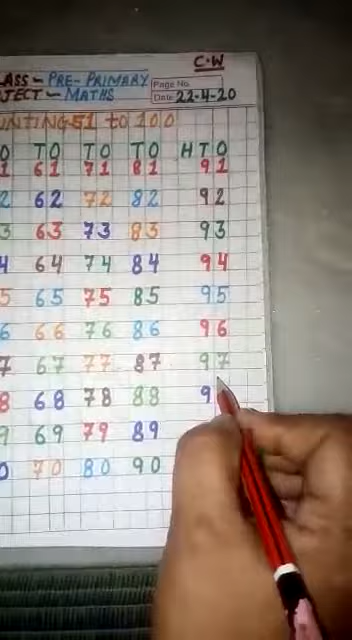 C.W
ASS - PRE-PRIMARY Page No.
JECT - MATHS Date 22-4-20
UNTING 51 to 100
O TO TO TO HTO
1 61 71 81 91
2 62 72 82 92
3 63 73 83 93
4 64 74 84 94
5 65 75 85 95
6 66 76 86 96
7 67 77 87 97
8 68 78 88 9
9 69 79 89
0 70 80 90